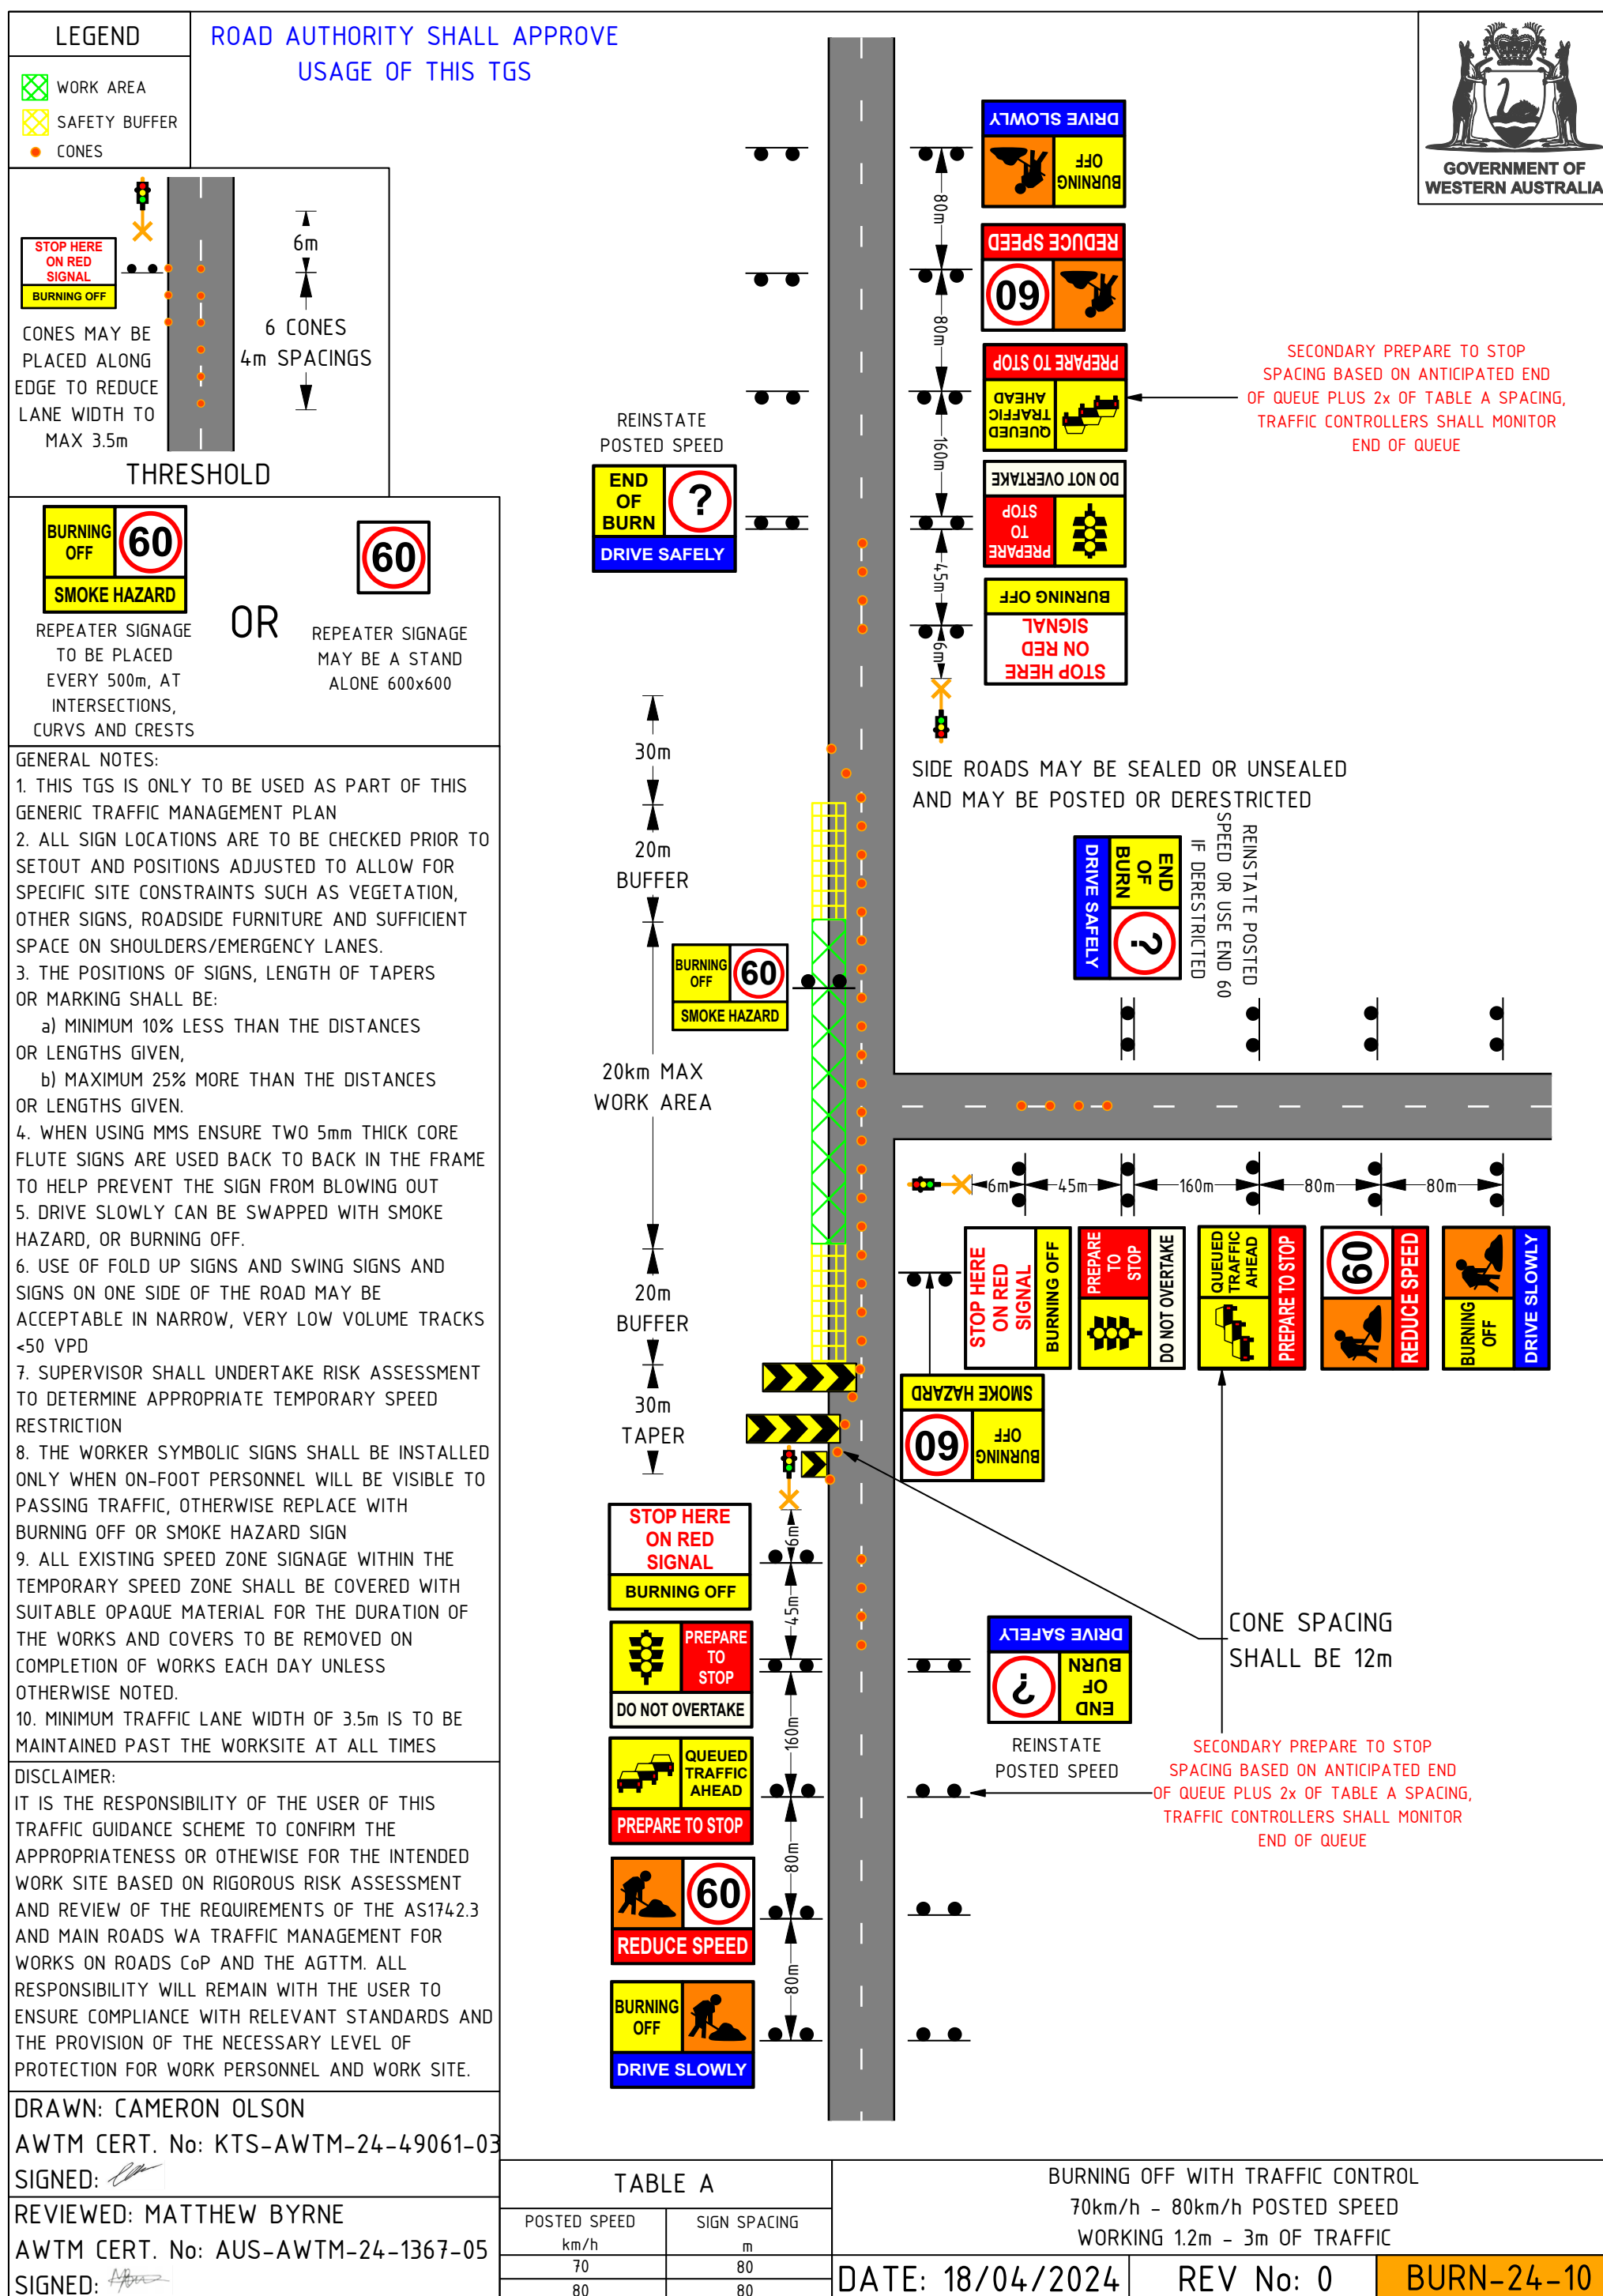 LEGEND
WORK AREA
SAFETY BUFFER
CONES
ROAD AUTHORITY SHALL APPROVE
USAGE OF THIS TGS
GOVERNMENT OF
WESTERN AUSTRALIA
STOP HERE
ON RED
SIGNAL
BURNING OFF
6m
6 CONES
4m SPACINGS
CONES MAY BE
PLACED ALONG
EDGE TO REDUCE
LANE WIDTH TO
MAX 3.5m
THRESHOLD
BURNING
OFF
60
SMOKE HAZARD
REPEATER SIGNAGE
TO BE PLACED
EVERY 500m, AT
INTERSECTIONS,
CURVS AND CRESTS
OR
60
REPEATER SIGNAGE
MAY BE A STAND
ALONE 600x600
GENERAL NOTES:
1. THIS TGS IS ONLY TO BE USED AS PART OF THIS
GENERIC TRAFFIC MANAGEMENT PLAN
2. ALL SIGN LOCATIONS ARE TO BE CHECKED PRIOR TO
SETOUT AND POSITIONS ADJUSTED TO ALLOW FOR
SPECIFIC SITE CONSTRAINTS SUCH AS VEGETATION,
OTHER SIGNS, ROADSIDE FURNITURE AND SUFFICIENT
SPACE ON SHOULDERS/EMERGENCY LANES.
3. THE POSITIONS OF SIGNS, LENGTH OF TAPERS
OR MARKING SHALL BE:
a) MINIMUM 10% LESS THAN THE DISTANCES
OR LENGTHS GIVEN,
b) MAXIMUM 25% MORE THAN THE DISTANCES
OR LENGTHS GIVEN.
4. WHEN USING MMS ENSURE TWO 5mm THICK CORE
FLUTE SIGNS ARE USED BACK TO BACK IN THE FRAME
TO HELP PREVENT THE SIGN FROM BLOWING OUT
5. DRIVE SLOWLY CAN BE SWAPPED WITH SMOKE
HAZARD, OR BURNING OFF.
6. USE OF FOLD UP SIGNS AND SWING SIGNS AND
SIGNS ON ONE SIDE OF THE ROAD MAY BE
ACCEPTABLE IN NARROW, VERY LOW VOLUME TRACKS
<50 VPD
7. SUPERVISOR SHALL UNDERTAKE RISK ASSESSMENT
TO DETERMINE APPROPRIATE TEMPORARY SPEED
RESTRICTION
8. THE WORKER SYMBOLIC SIGNS SHALL BE INSTALLED
ONLY WHEN ON-FOOT PERSONNEL WILL BE VISIBLE TO
PASSING TRAFFIC, OTHERWISE REPLACE WITH
BURNING OFF OR SMOKE HAZARD SIGN
9. ALL EXISTING SPEED ZONE SIGNAGE WITHIN THE
TEMPORARY SPEED ZONE SHALL BE COVERED WITH
SUITABLE OPAQUE MATERIAL FOR THE DURATION OF
THE WORKS AND COVERS TO BE REMOVED ON
COMPLETION OF WORKS EACH DAY UNLESS
OTHERWISE NOTED.
10. MINIMUM TRAFFIC LANE WIDTH OF 3.5m IS TO BE
MAINTAINED PAST THE WORKSITE AT ALL TIMES
DISCLAIMER:
IT IS THE RESPONSIBILITY OF THE USER OF THIS
TRAFFIC GUIDANCE SCHEME TO CONFIRM THE
APPROPRIATENESS OR OTHEWISE FOR THE INTENDED
WORK SITE BASED ON RIGOROUS RISK ASSESSMENT
AND REVIEW OF THE REQUIREMENTS OF THE AS1742.3
AND MAIN ROADS WA TRAFFIC MANAGEMENT FOR
WORKS ON ROADS CoP AND THE AGTTM. ALL
RESPONSIBILITY WILL REMAIN WITH THE USER TO
ENSURE COMPLIANCE WITH RELEVANT STANDARDS AND
THE PROVISION OF THE NECESSARY LEVEL OF
PROTECTION FOR WORK PERSONNEL AND WORK SITE.
DRAWN: CAMERON OLSON
AWTM CERT. No: KTS-AWTM-24-49061-03
SIGNED:
REVIEWED: MATTHEW BYRNE
AWTM CERT. No: AUS-AWTM-24-1367-05
SIGNED:
DRIVE SLOWLY
BURNING
OFF
80m
REDUCE SPEED
60
80m
PREPARE TO STOP
QUEUED
TRAFFIC
AHEAD
160m
DO NOT OVERTAKE
PREPARE
TO
STOP
45m
BURNING OFF
STOP HERE
ON RED
SIGNAL
6m
SECONDARY PREPARE TO STOP
SPACING BASED ON ANTICIPATED END
OF QUEUE PLUS 2x OF TABLE A SPACING,
TRAFFIC CONTROLLERS SHALL MONITOR
END OF QUEUE
REINSTATE
POSTED SPEED
END
OF
BURN
?
DRIVE SAFELY
30m
20m
BUFFER
BURNING
OFF
60
SMOKE HAZARD
20km MAX
WORK AREA
20m
BUFFER
30m
TAPER
SIDE ROADS MAY BE SEALED OR UNSEALED
AND MAY BE POSTED OR DERESTRICTED
REINSTATE POSTED
SPEED OR USE END 60
IF DERESTRICTED
END
OF
BURN
?
DRIVE SAFELY
6m
45m
160m
80m
80m
STOP HERE
ON RED
SIGNAL
BURNING OFF
PREPARE
TO
STOP
DO NOT OVERTAKE
QUEUED
TRAFFIC
AHEAD
PREPARE TO STOP
60
REDUCE SPEED
BURNING
OFF
DRIVE SLOWLY
SMOKE HAZARD
60
BURNING
OFF
STOP HERE
ON RED
SIGNAL
BURNING OFF
6m
45m
PREPARE
TO
STOP
DO NOT OVERTAKE
160m
QUEUED
TRAFFIC
AHEAD
PREPARE TO STOP
80m
60
REDUCE SPEED
80m
BURNING
OFF
DRIVE SLOWLY
CONE SPACING
SHALL BE 12m
DRIVE SAFELY
?
END
OF
BURN
REINSTATE
POSTED SPEED
SECONDARY PREPARE TO STOP
SPACING BASED ON ANTICIPATED END
OF QUEUE PLUS 2x OF TABLE A SPACING,
TRAFFIC CONTROLLERS SHALL MONITOR
END OF QUEUE
TABLE A
POSTED SPEED
km/h
SIGN SPACING
m
70 80
80 80
BURNING OFF WITH TRAFFIC CONTROL
70km/h - 80km/h POSTED SPEED
WORKING 1.2m - 3m OF TRAFFIC
DATE: 18/04/2024
REV No: 0
BURN-24-10